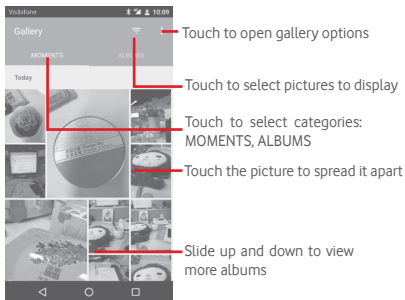 Vodafone 10:09
Gallery
MOMENTS ALBUMS
Today
Touch to open gallery options
Touch to select pictures to display
Touch to select categories:
MOMENTS, ALBUMS
Touch the picture to spread it apart
Slide up and down to view
more albums